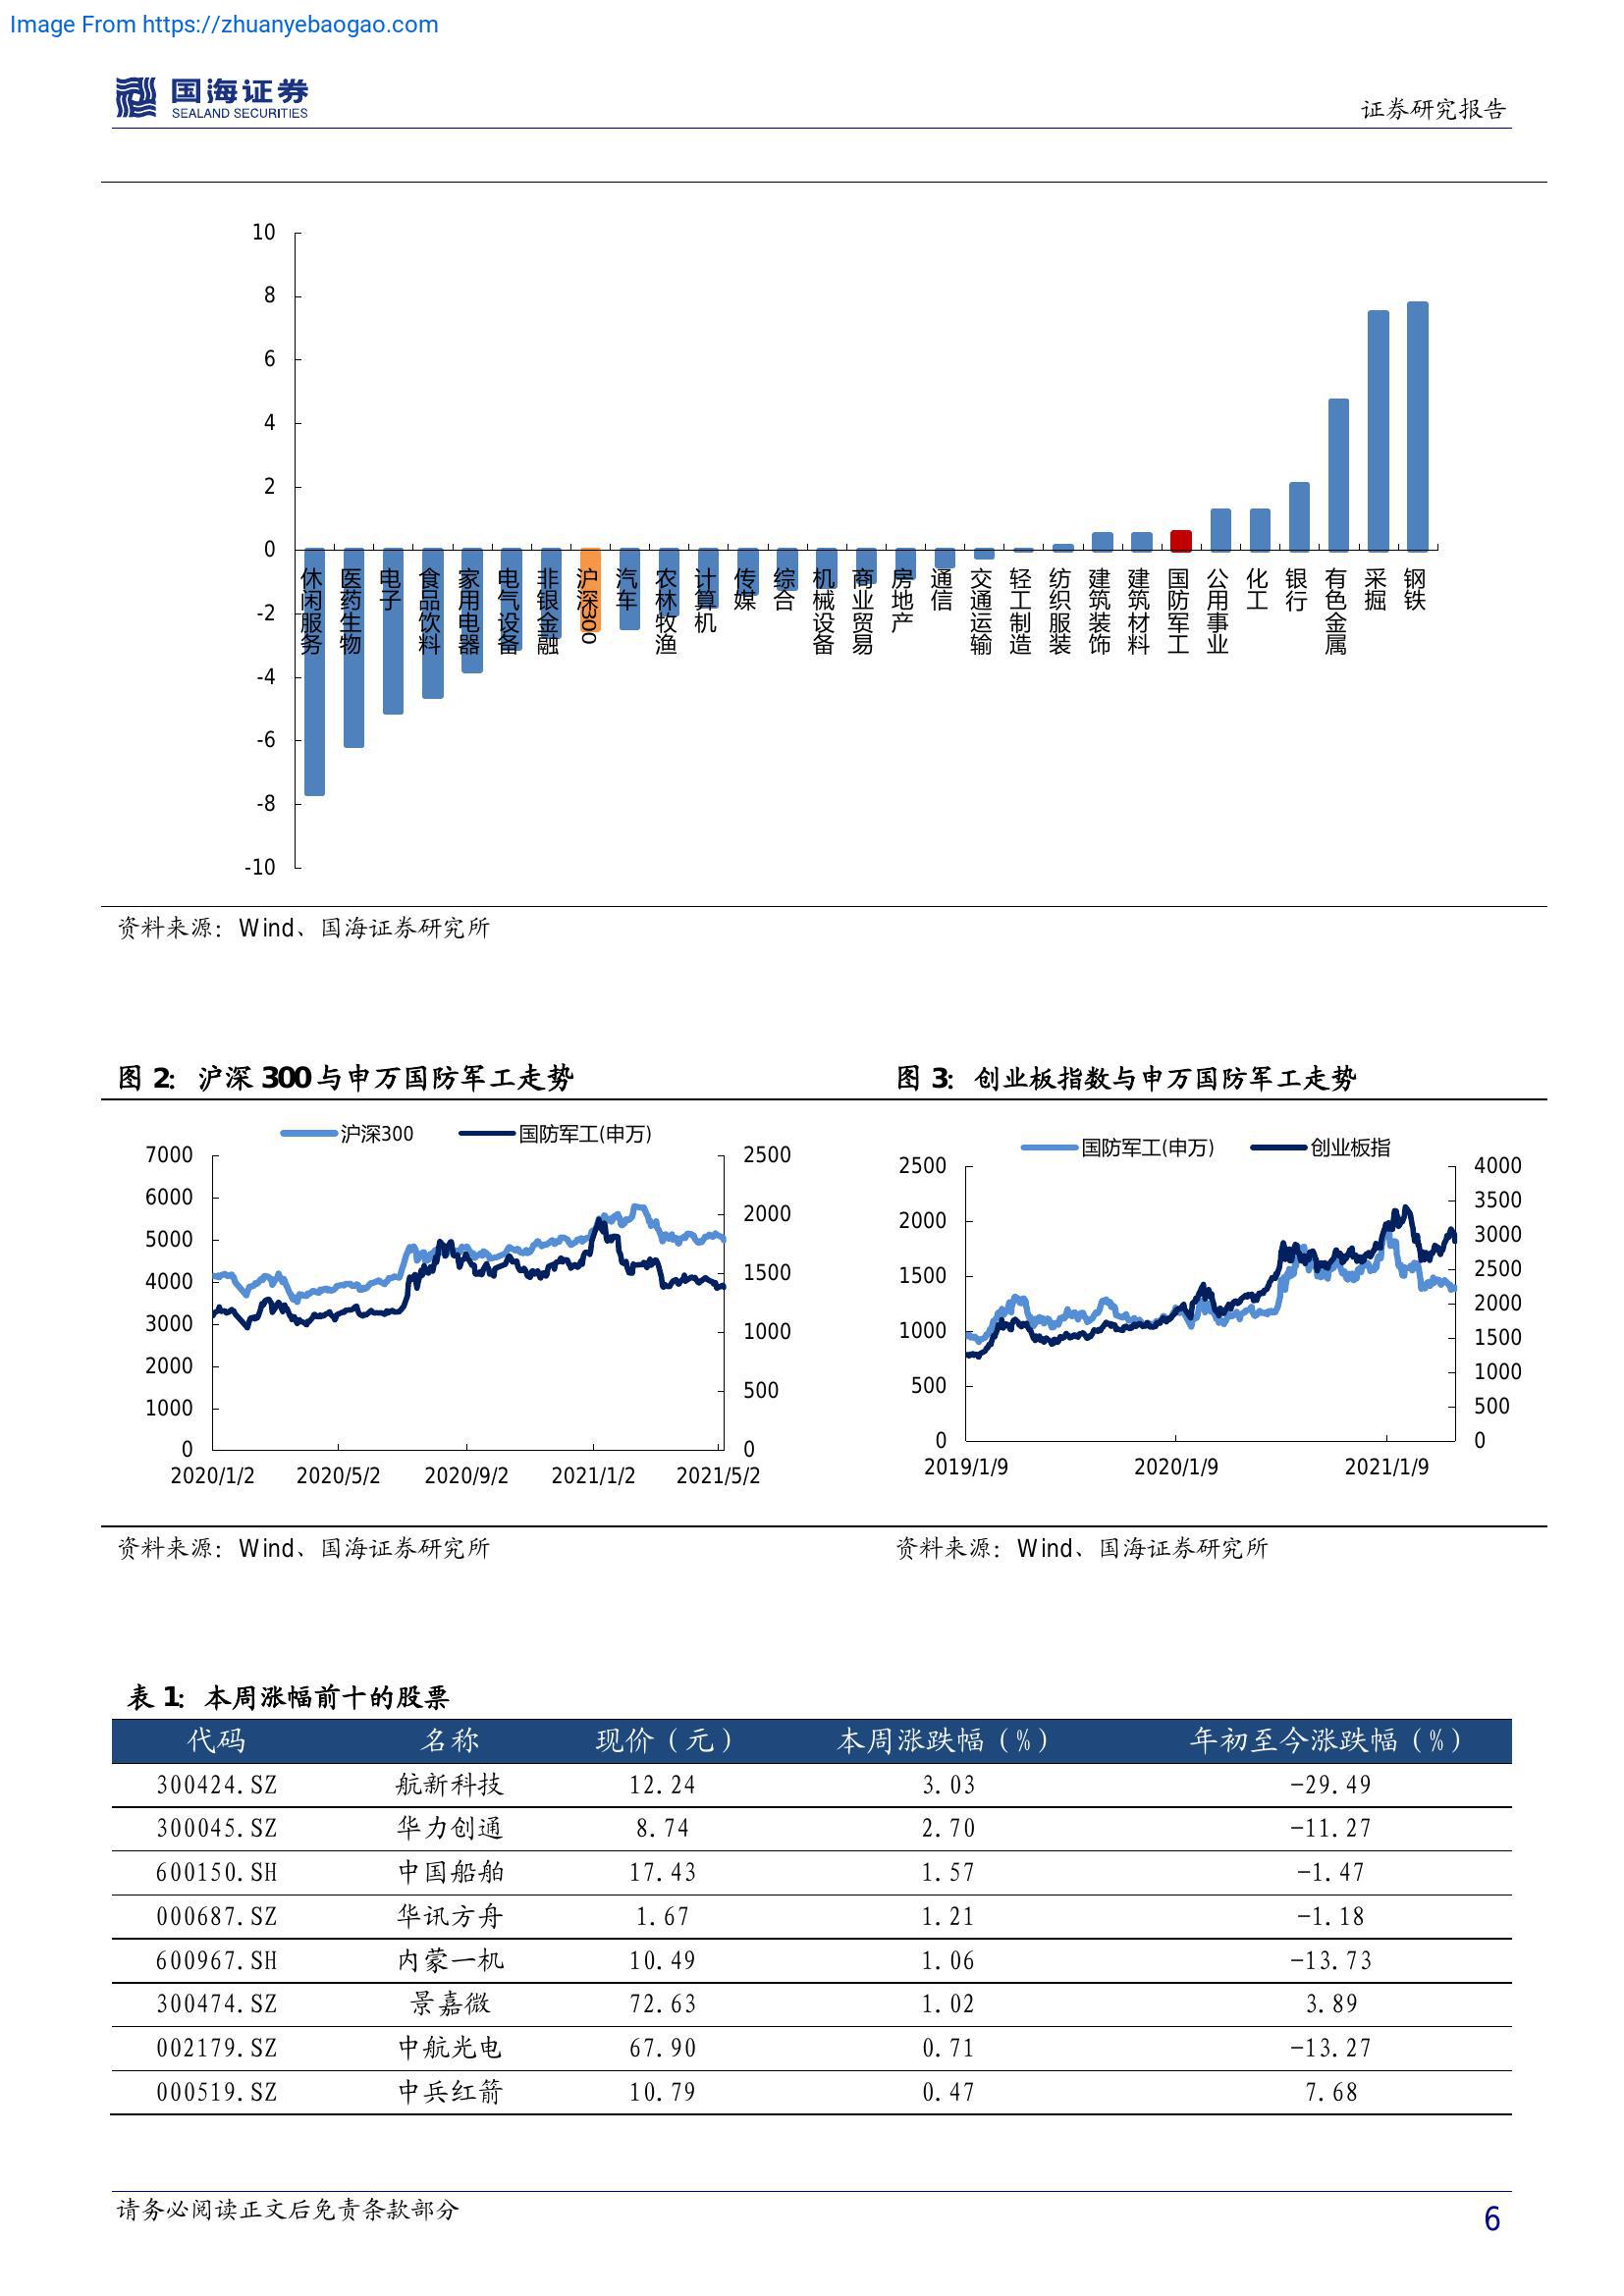 Image From https://zhuanyebaogao.com
国海证券
SEALAND SECURITIES
证券研究报告
10
8
6
4
2
0
-2
-4
-6
-8
-10
休闲服务
医药生物
电子
食品饮料
家用电器
电气设备
非银金融
沪深300
汽车
农林牧渔
计算机
传媒
综合
机械设备
商业贸易
房地产
通信
交通运输
轻工制造
纺织服装
建筑装饰
建筑材料
国防军工
公用事业
化工
银行
有色金属
采掘
钢铁
资料来源：Wind、国海证券研究所
图 2：沪深 300 与申万国防军工走势
沪深300 国防军工(申万)
7000
6000
5000
4000
3000
2000
1000
0
2500
2000
1500
1000
500
0
2020/1/2 2020/5/2 2020/9/2 2021/1/2 2021/5/2
资料来源：Wind、国海证券研究所
图 3：创业板指数与申万国防军工走势
国防军工(申万) 创业板指
2500
2000
1500
1000
500
0
4000
3500
3000
2500
2000
1500
1000
500
0
2019/1/9 2020/1/9 2021/1/9
资料来源：Wind、国海证券研究所
表 1：本周涨幅前十的股票
代码 名称 现价（元） 本周涨跌幅（%） 年初至今涨跌幅（%）
300424.SZ 航新科技 12.24 3.03 -29.49
300045.SZ 华力创通 8.74 2.70 -11.27
600150.SH 中国船舶 17.43 1.57 -1.47
000687.SZ 华讯方舟 1.67 1.21 -1.18
600967.SH 内蒙一机 10.49 1.06 -13.73
300474.SZ 景嘉微 72.63 1.02 3.89
002179.SZ 中航光电 67.90 0.71 -13.27
000519.SZ 中兵红箭 10.79 0.47 7.68
请务必阅读正文后免责条款部分
6